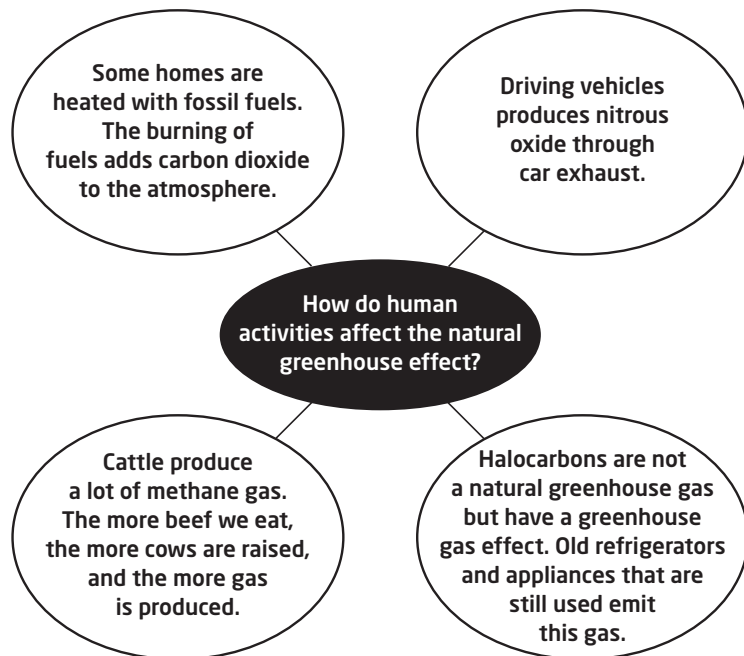 Some homes are
heated with fossil fuels.
The burning of
fuels adds carbon dioxide
to the atmosphere.
Driving vehicles
produces nitrous
oxide through
car exhaust.
How do human
activities affect the natural
greenhouse effect?
Cattle produce
a lot of methane gas.
The more beef we eat,
the more cows are raised,
and the more gas
is produced.
Halocarbons are not
a natural greenhouse gas
but have a greenhouse
gas effect. Old refrigerators
and appliances that are
still used emit
this gas.